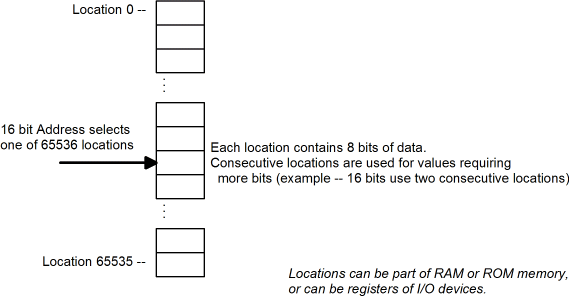 Location 0 --
16 bit Address selects
one of 65536 locations
Each location contains 8 bits of data.
Consecutive locations are used for values requiring
more bits (example -- 16 bits use two consecutive locations)
Location 65535 --
Locations can be part of RAM or ROM memory,
or can be registers of I/O devices.